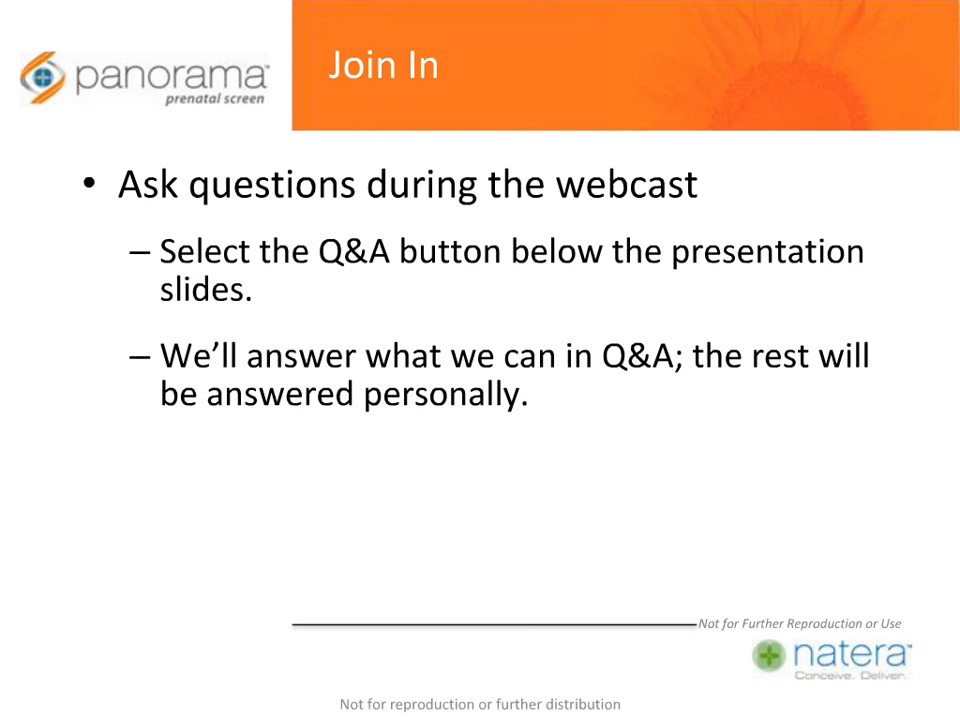 panorama™
prenatal screen
Join In
• Ask questions during the webcast
– Select the Q&A button below the presentation
slides.
– We’ll answer what we can in Q&A; the rest will
be answered personally.
Not for Further Reproduction or Use
natera™
Conceive. Deliver.
Not for reproduction or further distribution